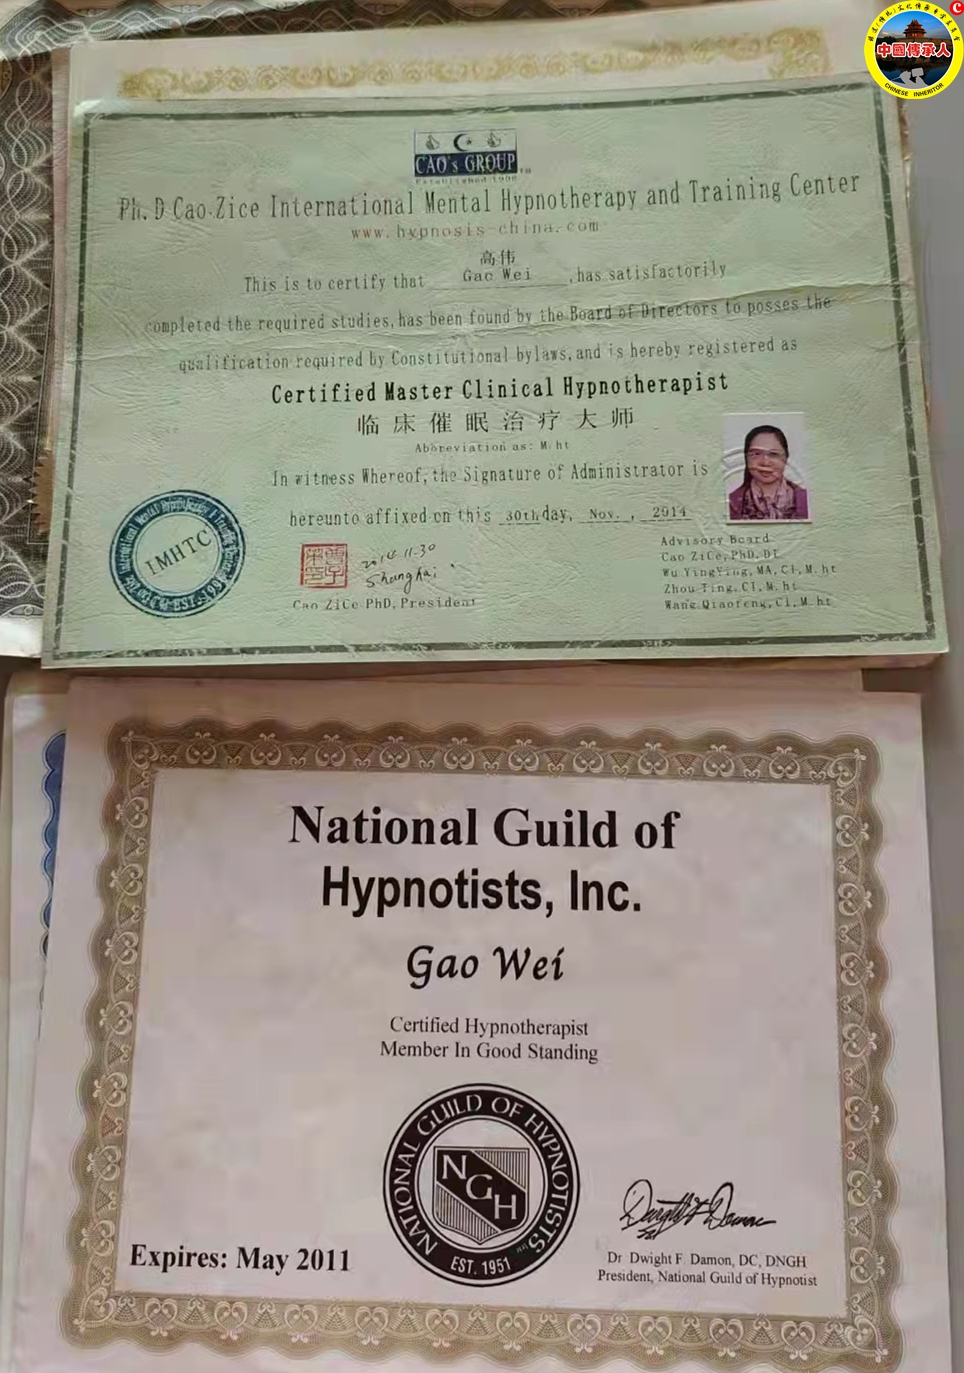 中國傳承人
CHINESE INHERITOR
CAO's GROUP
Ph. D Cao.Zice International Mental Hypnotherapy and Training Center
www.hypnosis-china.com
高伟
This is to certify that Gao Wei ,has satisfactorily
completed the required studies,has been found by the Board of Directors to posses the
qualification required by Constitutional bylaws,and is hereby registered as
Certified Master Clinical Hypnotherapist
临床催眠治疗大师
Abbreviation as: M.ht
In witness Whereof,the Signature of Administrator is
hereunto affixed on this 30th day, Nov. , 2014
IMHTC
2014-11-30
Shanghai
Cao ZiCe PhD, President
Advisory Board
Cao ZiCe, PhD, DI
Wu YingYing, MA, CI, M.ht
Zhou Ting, CI, M.ht
Wang Qiaofeng, CI, M.ht
National Guild of
Hypnotists, Inc.
Gao Wei
Certified Hypnotherapist
Member In Good Standing
NATIONAL GUILD OF HYPNOTISTS
NGH
EST. 1951
Expires: May 2011
Dr Dwight F. Damon, DC, DNGH
President, National Guild of Hypnotist